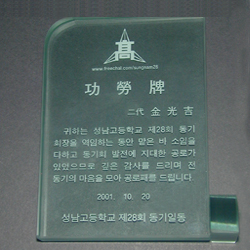 高
www.freechal.com/sungnam28
功勞牌
二代 金光吉
귀하는 성남고등학교 제28회 동기
회장을 역임하는 동안 맡은 바 소임을
다하고 동기회 발전에 지대한 공로가
있었으므로 깊은 감사를 드리며 전
동기의 마음을 모아 공로패를 드립니다.
2001. 10. 20
성남고등학교 제28회 동기일동